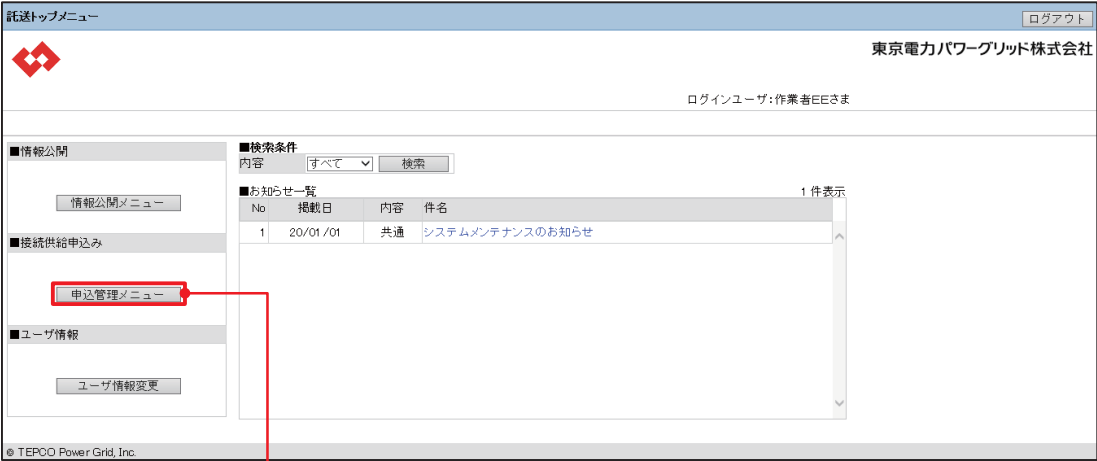 託送トップメニュー
ログアウト
東京電力パワーグリッド株式会社
ログインユーザ:作業者EEさま
■情報公開
情報公開メニュー
■接続供給申込み
申込管理メニュー
■ユーザ情報
ユーザ情報変更
■検索条件
内容 すべて 検索
■お知らせ一覧 1 件表示
No 掲載日 内容 件名
1 20/01/01 共通 システムメンテナンスのお知らせ
© TEPCO Power Grid, Inc.